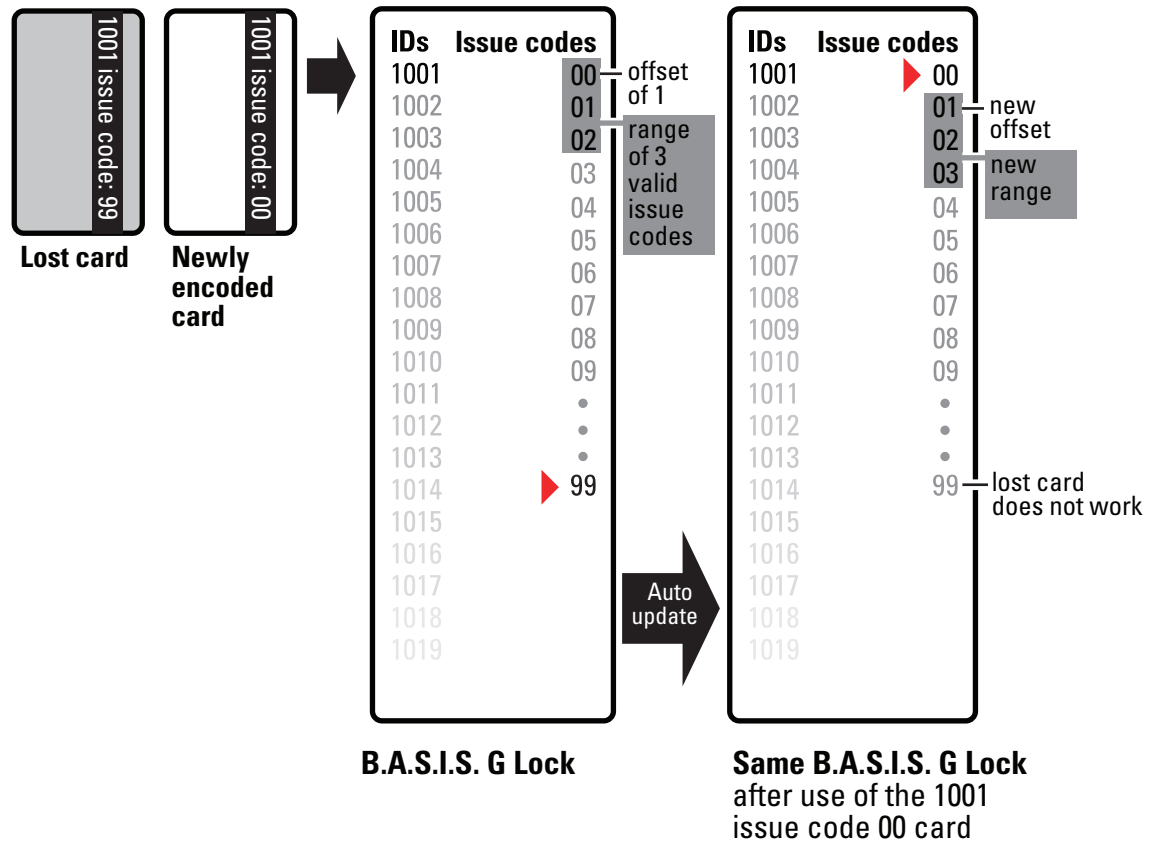 1001 issue code: 99
Lost card
1001 issue code: 00
Newly
encoded
card
IDs Issue codes
1001 00
1002 01
1003 02
1004 03
1005 04
1006 05
1007 06
1008 07
1009 08
1010 09
1011 •
1012 •
1013 •
1014 99
1015
1016
1017
1018
1019
offset
of 1
range
of 3
valid
issue
codes
B.A.S.I.S. G Lock
Auto
update
IDs Issue codes
1001 00
1002 01
1003 02
1004 03
1005 04
1006 05
1007 06
1008 07
1009 08
1010 09
1011 •
1012 •
1013 •
1014 99
1015
1016
1017
1018
1019
new
offset
new
range
lost card
does not work
Same B.A.S.I.S. G Lock
after use of the 1001
issue code 00 card